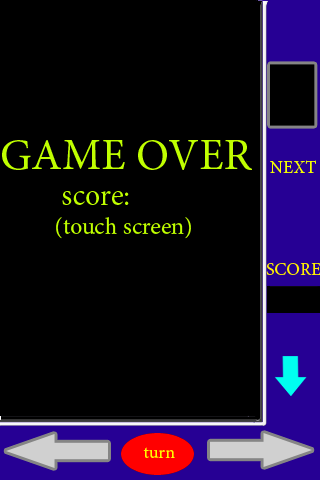 GAME OVER
score:
(touch screen)
NEXT
SCORE
turn